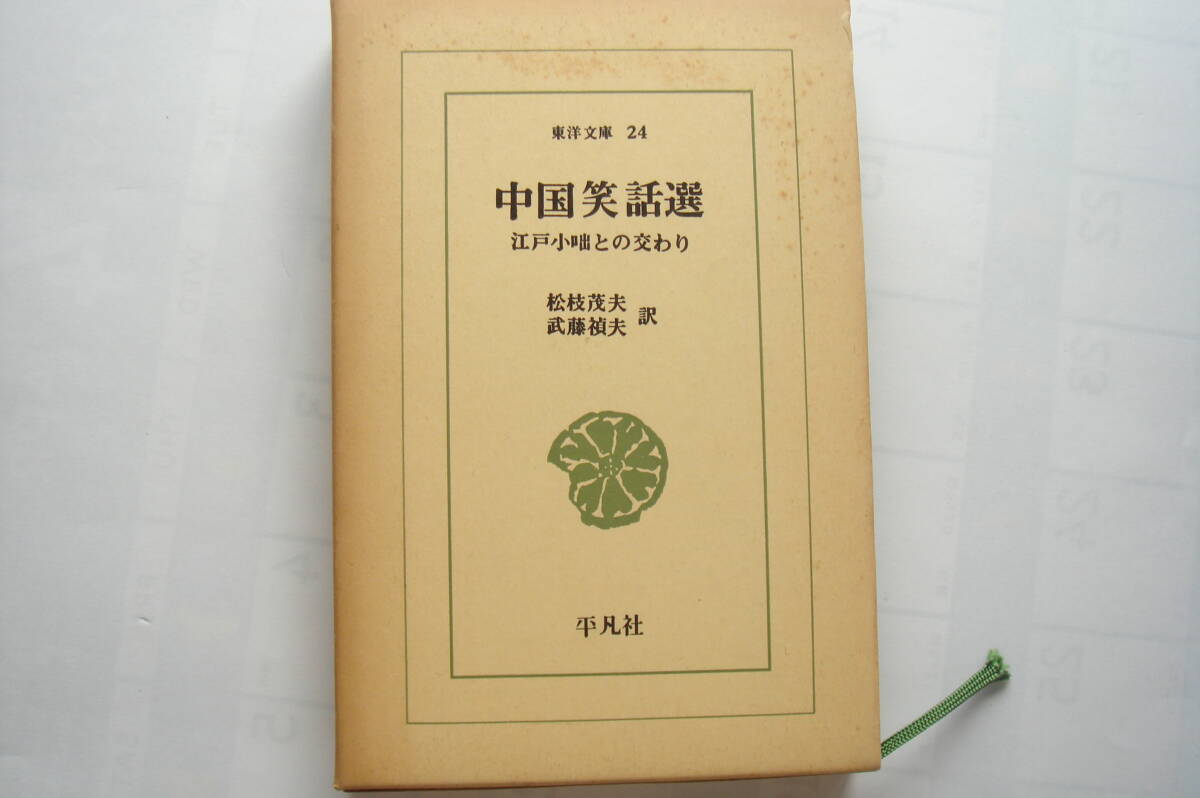 東洋文庫 24
中国笑話選
江戸小咄との交わり
松枝茂夫
武藤禎夫 訳
平凡社